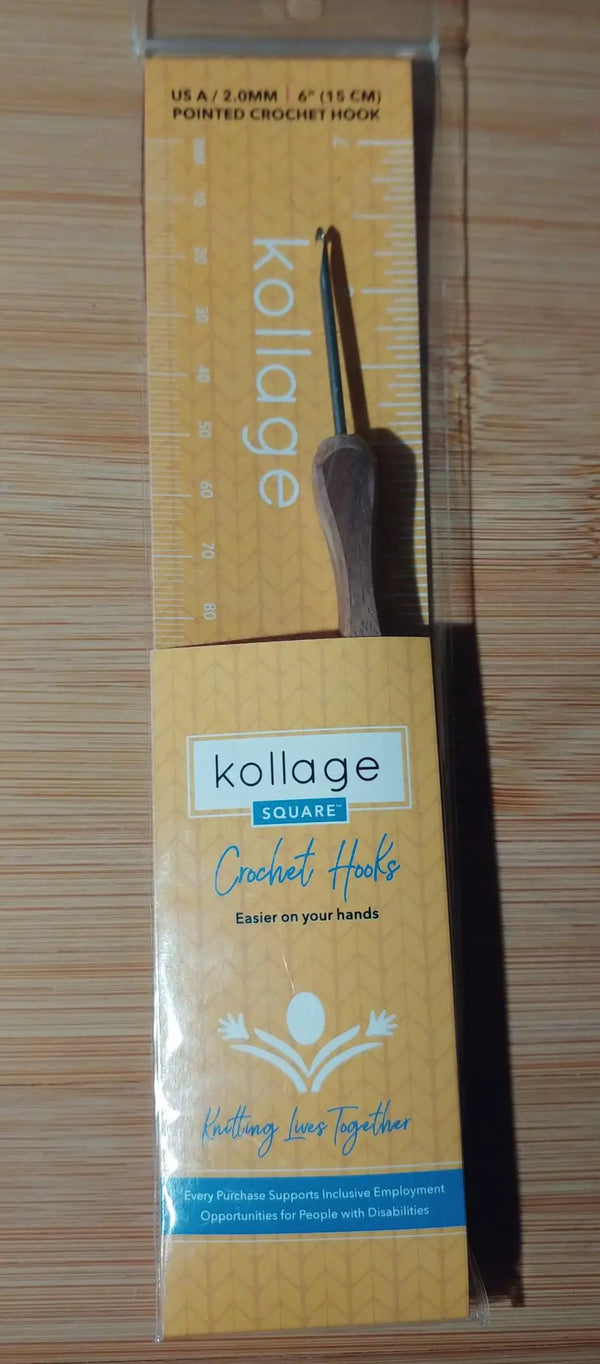 US A / 2.0MM | 6" (15 CM)
POINTED CROCHET HOOK
MM
10
20
30
40
50
60
70
80
kollage
kollage
SQUARE™
Crochet Hooks
Easier on your hands
Knitting Lives Together
Every Purchase Supports Inclusive Employment
Opportunities for People with Disabilities